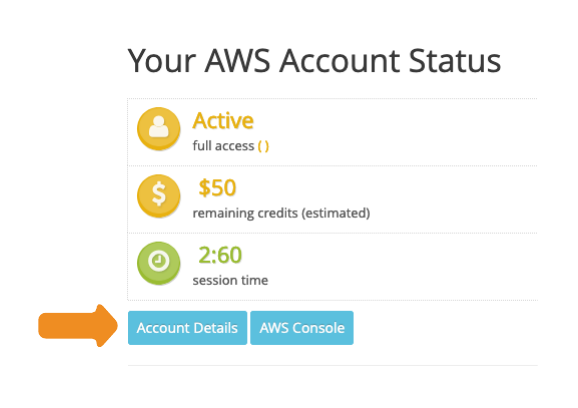 Your AWS Account Status
Active
full access ( )
$50
remaining credits (estimated)
2:60
session time
Account Details AWS Console